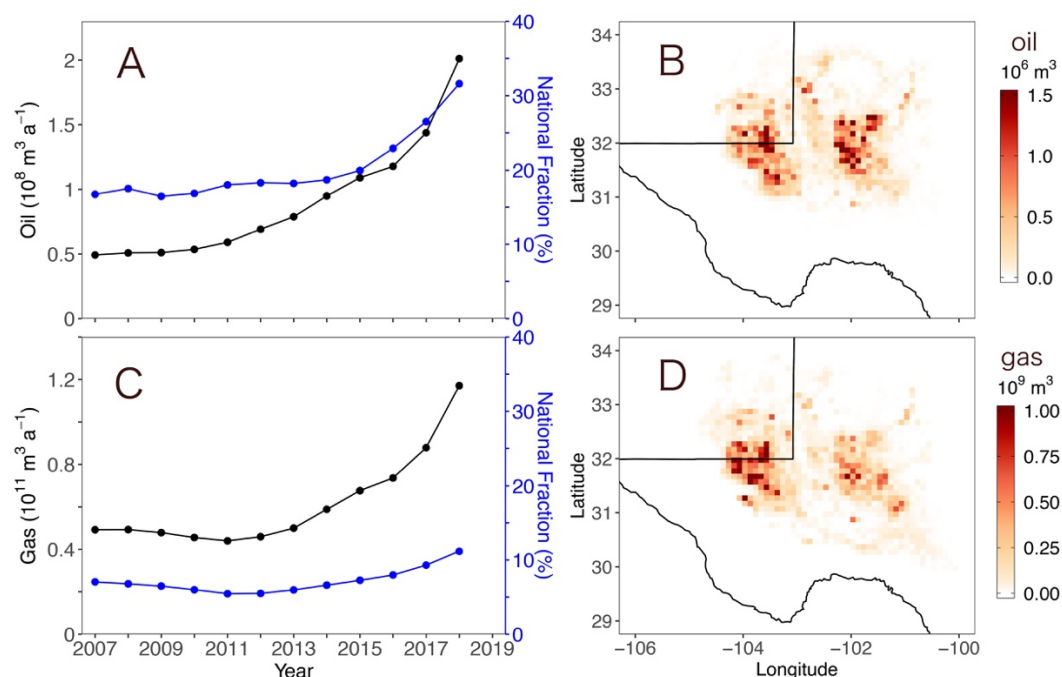 A
Oil (10⁸ m³ a⁻¹)
2
1.5
1
0.5
0
40
30
20
10
0
National Fraction (%)
B
Latitude
34
33
32
31
30
29
oil
10⁶ m³
1.5
1.0
0.5
0.0
C
Gas (10¹¹ m³ a⁻¹)
1.2
0.8
0.4
0
40
30
20
10
0
National Fraction (%)
2007 2009 2011 2013 2015 2017 2019
Year
D
Latitude
34
33
32
31
30
29
−106 −104 −102 −100
Longitude
gas
10⁹ m³
1.00
0.75
0.50
0.25
0.00